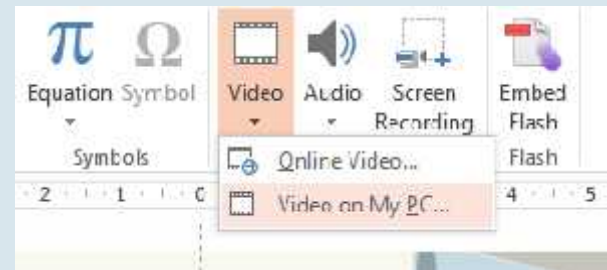 π Ω
Equation Symbol Video Audio Screen Recording Embed Flash
Symbols Flash
Online Video...
2 1 0 4 5
Video on My PC...